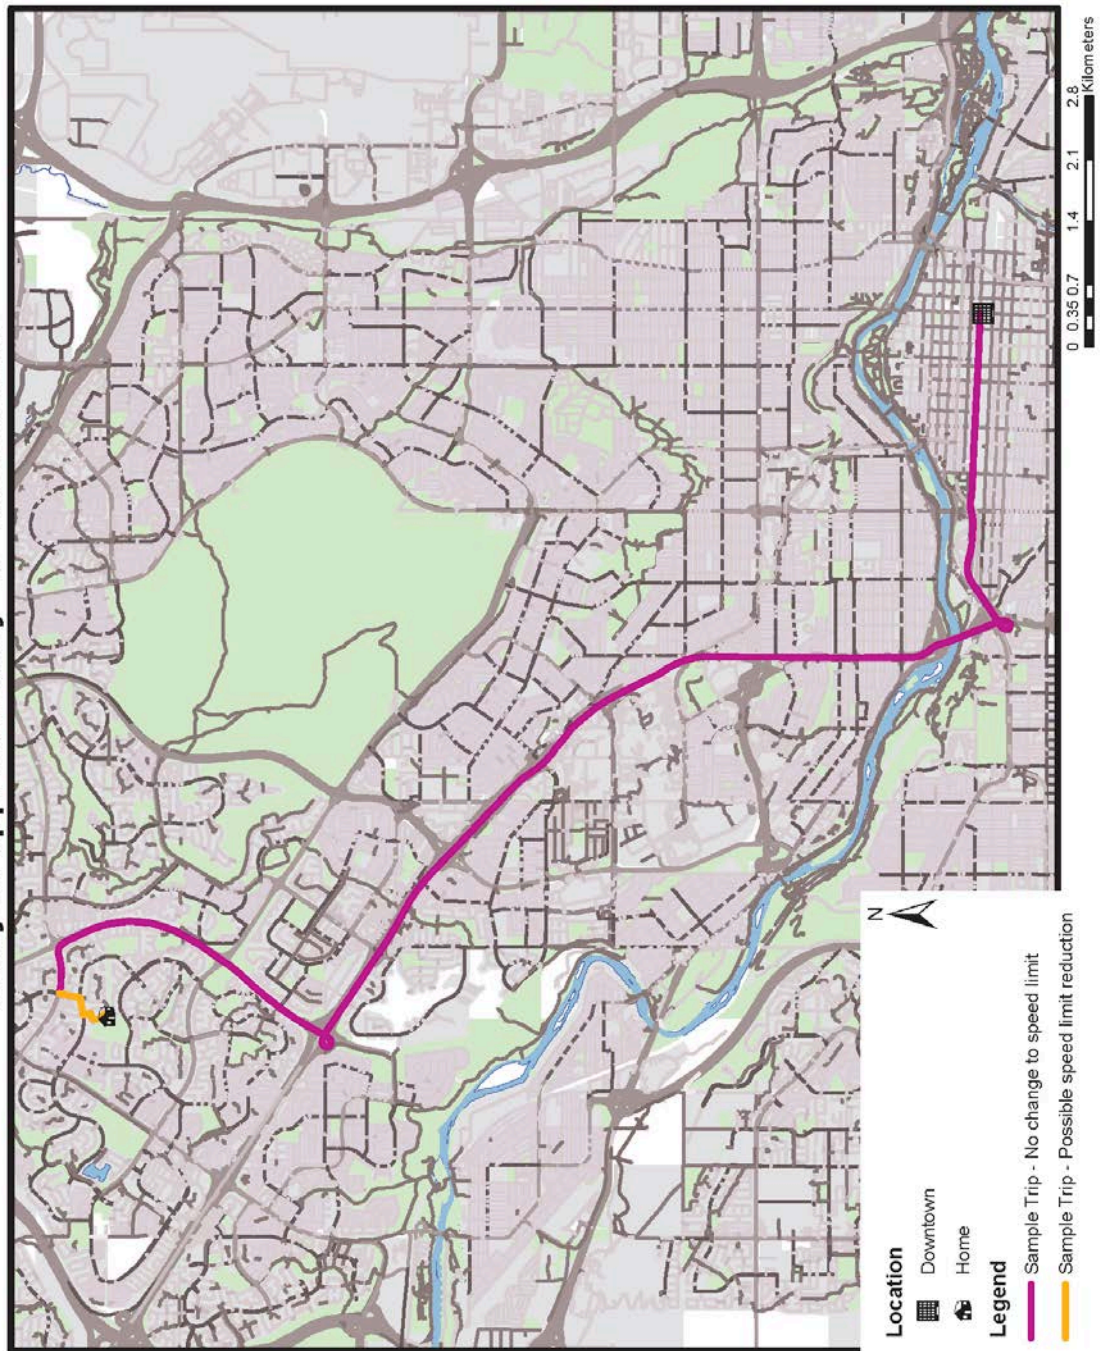 N
Location
Downtown
Home
Legend
Sample Trip - No change to speed limit
Sample Trip - Possible speed limit reduction
0 0.35 0.7 1.4 2.1 2.8
Kilometers